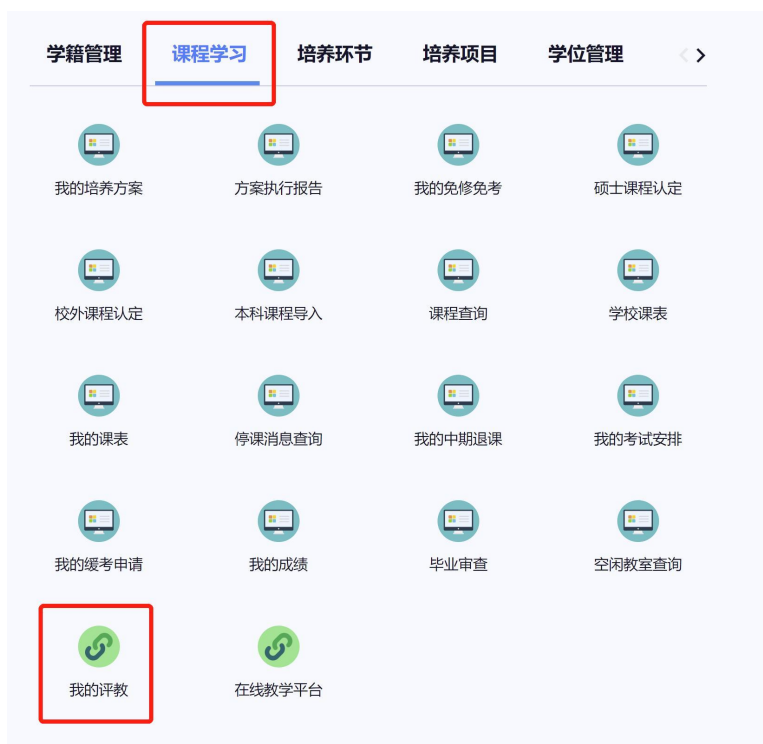 学籍管理 课程学习 培养环节 培养项目 学位管理
我的培养方案 方案执行报告 我的免修免考 硕士课程认定
校外课程认定 本科课程导入 课程查询 学校课表
我的课表 停课消息查询 我的中期退课 我的考试安排
我的缓考申请 我的成绩 毕业审查 空闲教室查询
我的评教 在线教学平台